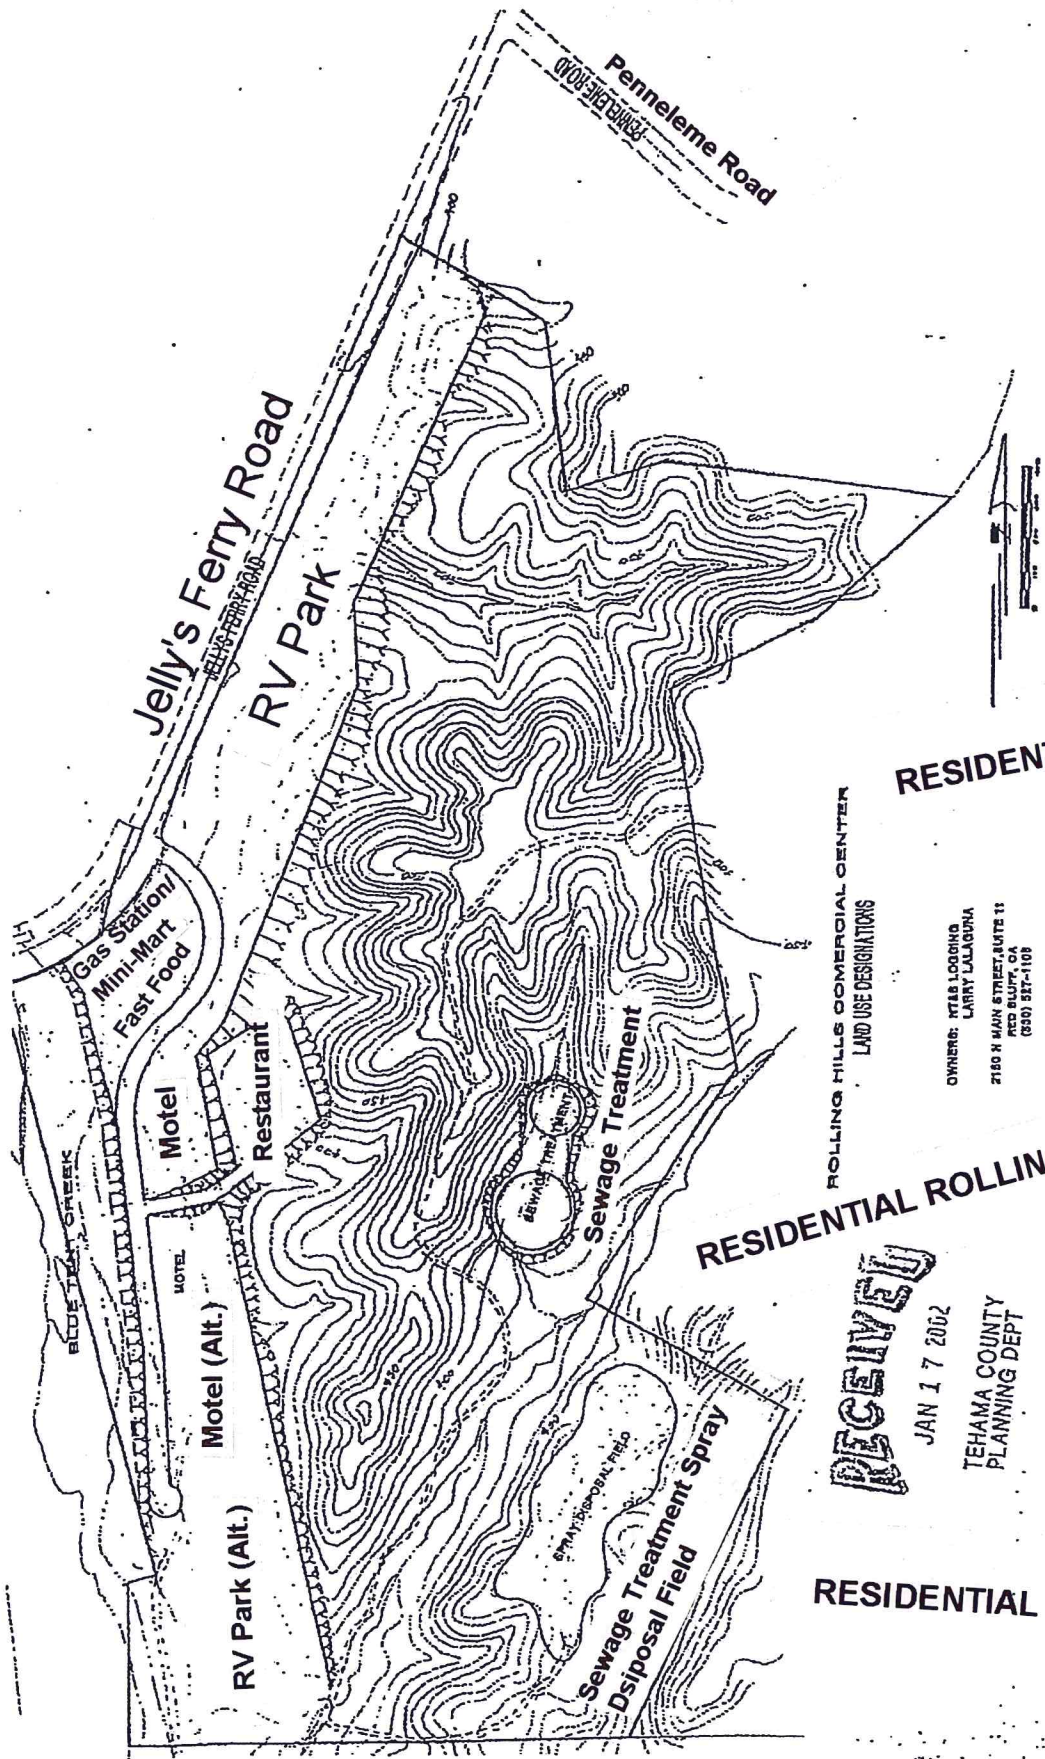 Penneleme Road
PENNELEME ROAD
Jelly's Ferry Road
JELLYS FERRY ROAD
RV Park
Gas Station/
Mini-Mart
Fast Food
Motel
Restaurant
BLUE TENT CREEK
MOTEL
Motel (Alt.)
RV Park (Alt.)
SEWAGE TREATMENT
Sewage Treatment
SPRAY DISPOSAL FIELD
Sewage Treatment Spray
Dsiposal Field
RESIDENT
RESIDENTIAL ROLLIN
RESIDENTIAL
ROLLING HILLS COMERCIAL CENTER
LAND USE DESIGNATIONS
LARRY LALAGUNA
2150 N MAIN STREET, SUITE 11
RED BLUFF, CA
RECEIVED
JAN 17 2002
TEHAMA COUNTY
PLANNING DEPT